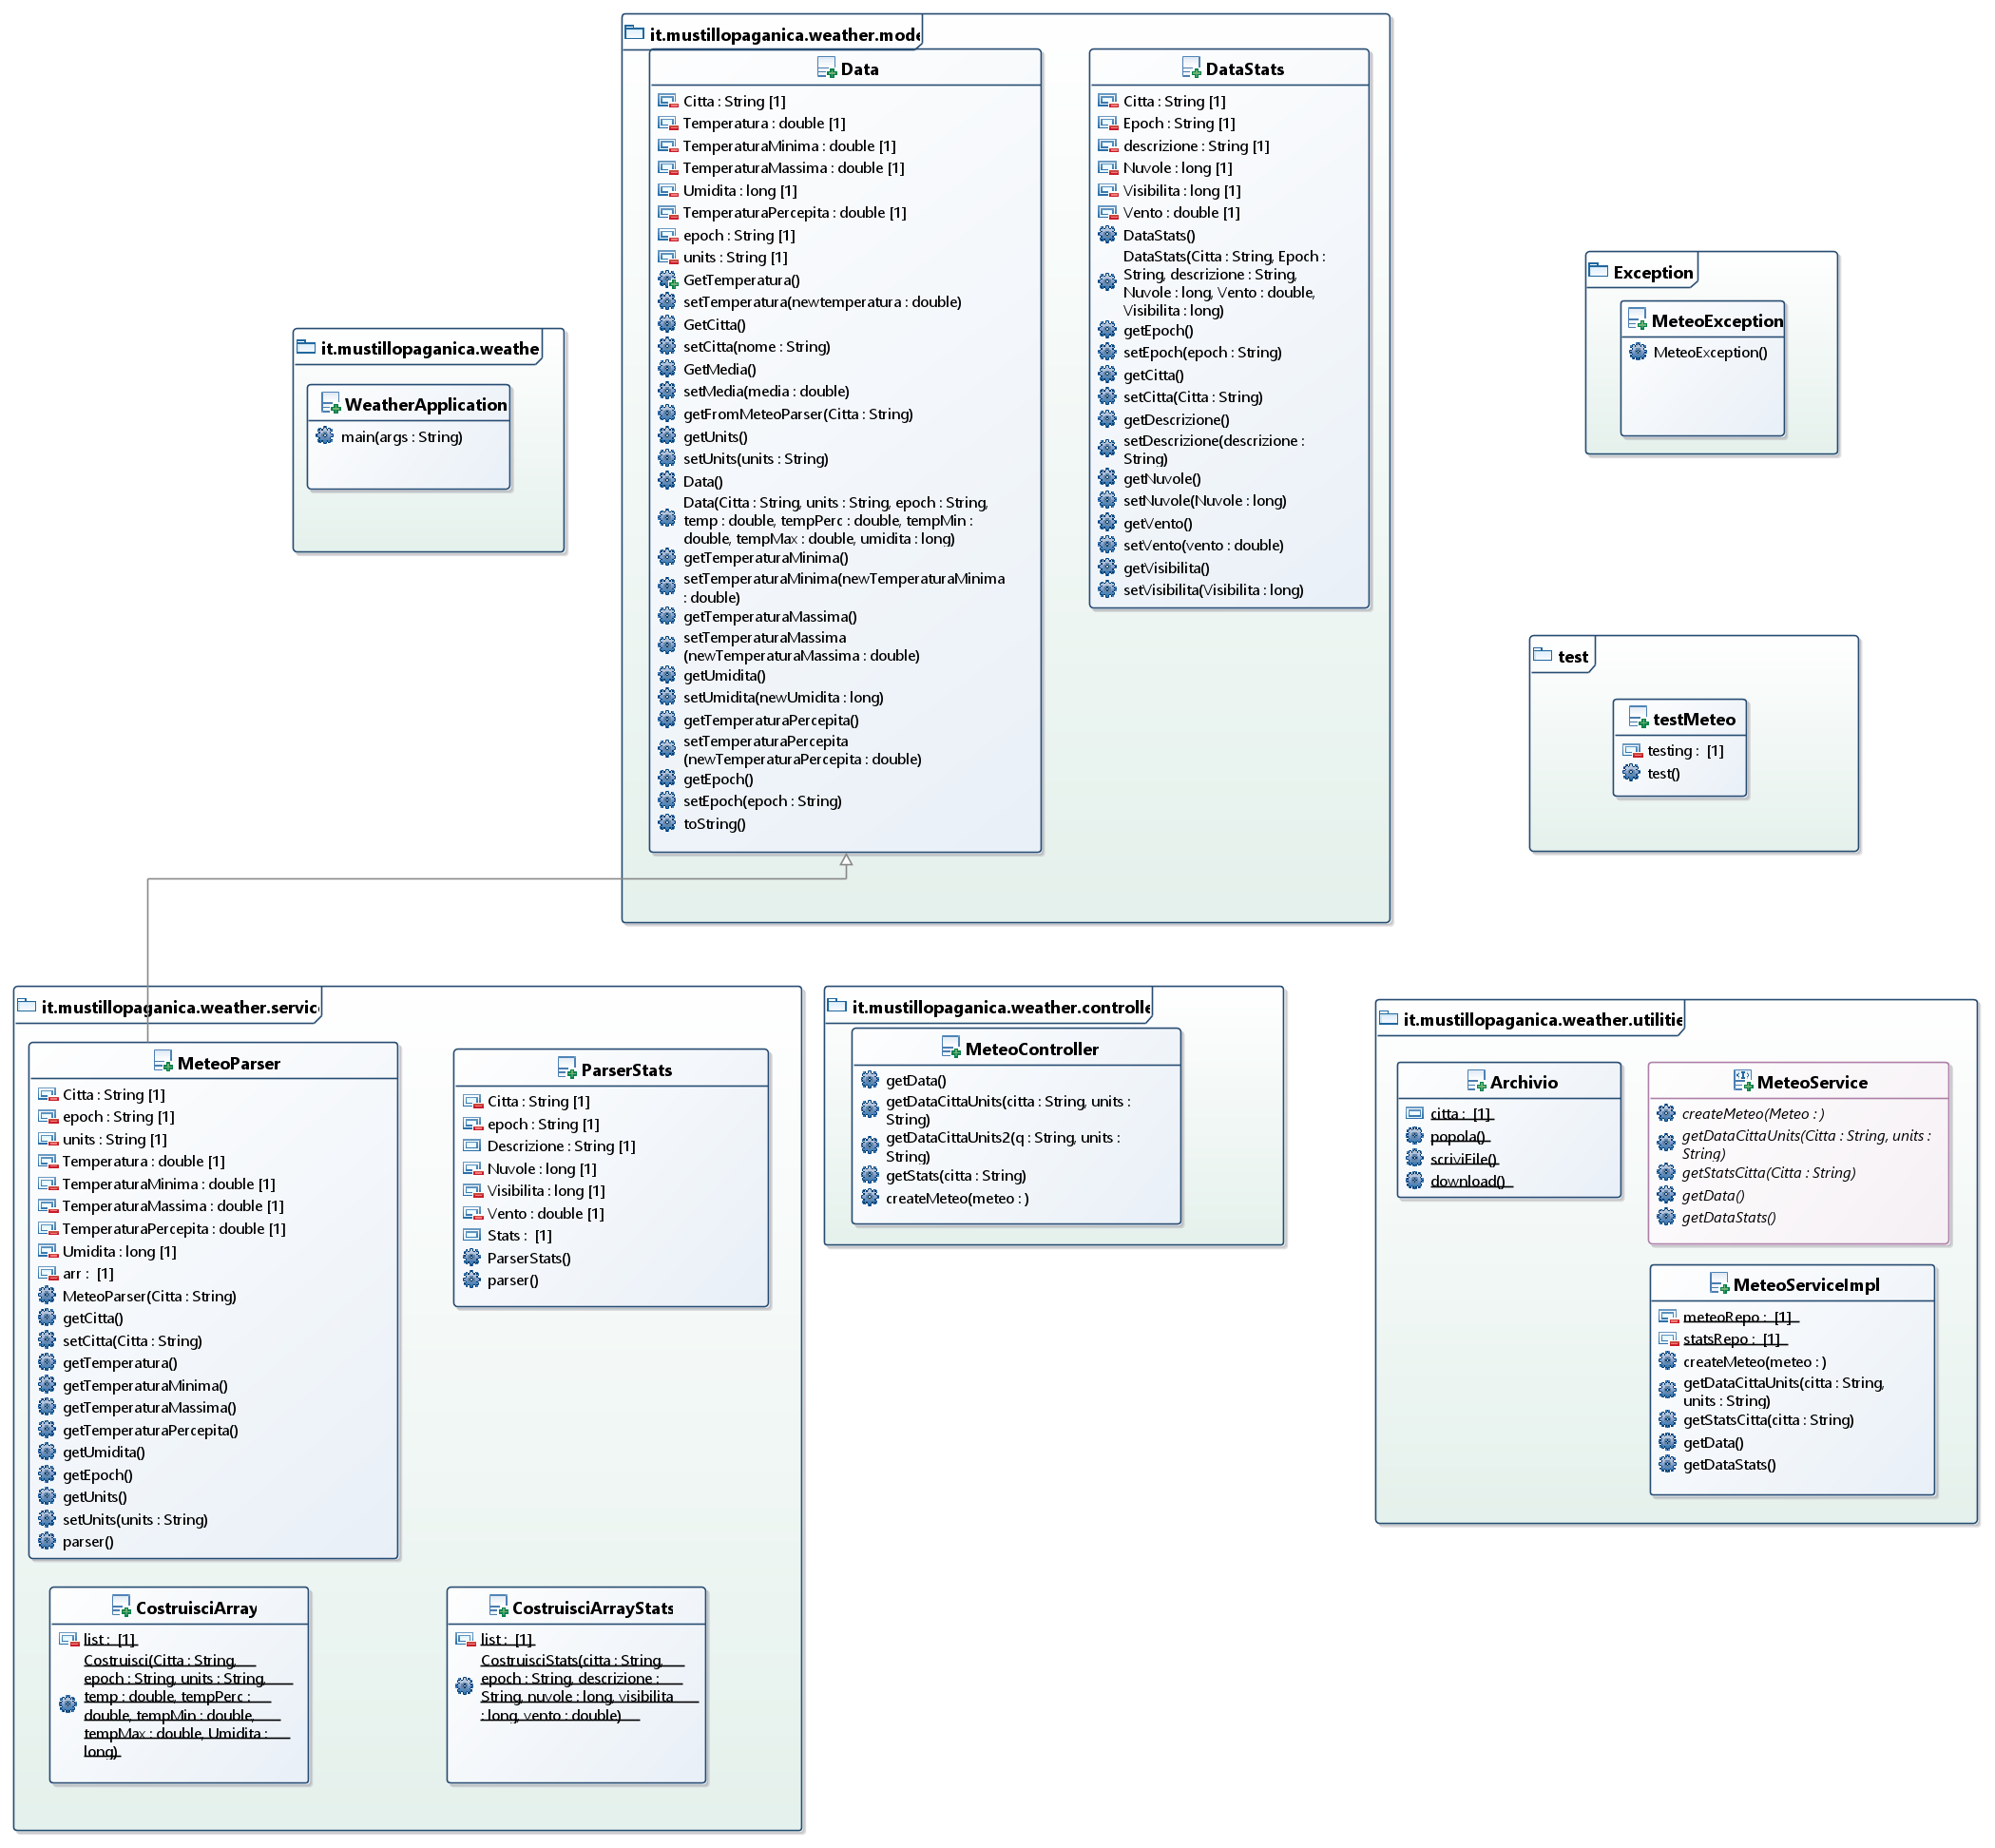 it.mustillopaganica.weather.mode
Data
Citta : String [1]
Temperatura : double [1]
TemperaturaMinima : double [1]
TemperaturaMassima : double [1]
Umidita : long [1]
TemperaturaPercepita : double [1]
epoch : String [1]
units : String [1]
GetTemperatura()
setTemperatura(newtemperatura : double)
GetCitta()
setCitta(nome : String)
GetMedia()
setMedia(media : double)
getFromMeteoParser(Citta : String)
getUnits()
setUnits(units : String)
Data()
Data(Citta : String, units : String, epoch : String,
temp : double, tempPerc : double, tempMin :
double, tempMax : double, umidita : long)
getTemperaturaMinima()
setTemperaturaMinima(newTemperaturaMinima
: double)
getTemperaturaMassima()
setTemperaturaMassima
(newTemperaturaMassima : double)
getUmidita()
setUmidita(newUmidita : long)
getTemperaturaPercepita()
setTemperaturaPercepita
(newTemperaturaPercepita : double)
getEpoch()
setEpoch(epoch : String)
toString()
DataStats
Citta : String [1]
Epoch : String [1]
descrizione : String [1]
Nuvole : long [1]
Visibilita : long [1]
Vento : double [1]
DataStats()
DataStats(Citta : String, Epoch :
String, descrizione : String,
Nuvole : long, Vento : double,
Visibilita : long)
getEpoch()
setEpoch(epoch : String)
getCitta()
setCitta(Citta : String)
getDescrizione()
setDescrizione(descrizione :
String)
getNuvole()
setNuvole(Nuvole : long)
getVento()
setVento(vento : double)
getVisibilita()
setVisibilita(Visibilita : long)
it.mustillopaganica.weathe
WeatherApplication
main(args : String)
Exception
MeteoException
MeteoException()
test
testMeteo
testing : [1]
test()
it.mustillopaganica.weather.servic
MeteoParser
Citta : String [1]
epoch : String [1]
units : String [1]
Temperatura : double [1]
TemperaturaMinima : double [1]
TemperaturaMassima : double [1]
TemperaturaPercepita : double [1]
Umidita : long [1]
arr : [1]
MeteoParser(Citta : String)
getCitta()
setCitta(Citta : String)
getTemperatura()
getTemperaturaMinima()
getTemperaturaMassima()
getTemperaturaPercepita()
getUmidita()
getEpoch()
getUnits()
setUnits(units : String)
parser()
ParserStats
Citta : String [1]
epoch : String [1]
Descrizione : String [1]
Nuvole : long [1]
Visibilita : long [1]
Vento : double [1]
Stats : [1]
ParserStats()
parser()
CostruisciArray
list : [1]
Costruisci(Citta : String,
epoch : String, units : String,
temp : double, tempPerc :
double, tempMin : double,
tempMax : double, Umidita :
long)
CostruisciArrayStats
list : [1]
CostruisciStats(citta : String,
epoch : String, descrizione :
String, nuvole : long, visibilita
: long, vento : double)
it.mustillopaganica.weather.controlle
MeteoController
getData()
getDataCittaUnits(citta : String, units :
String)
getDataCittaUnits2(q : String, units :
String)
getStats(citta : String)
createMeteo(meteo : )
it.mustillopaganica.weather.utilitie
Archivio
citta : [1]
popola()
scriviFile()
download()
MeteoService
createMeteo(Meteo : )
getDataCittaUnits(Citta : String, units :
String)
getStatsCitta(Citta : String)
getData()
getDataStats()
MeteoServiceImpl
meteoRepo : [1]
statsRepo : [1]
createMeteo(meteo : )
getDataCittaUnits(citta : String,
units : String)
getStatsCitta(citta : String)
getData()
getDataStats()